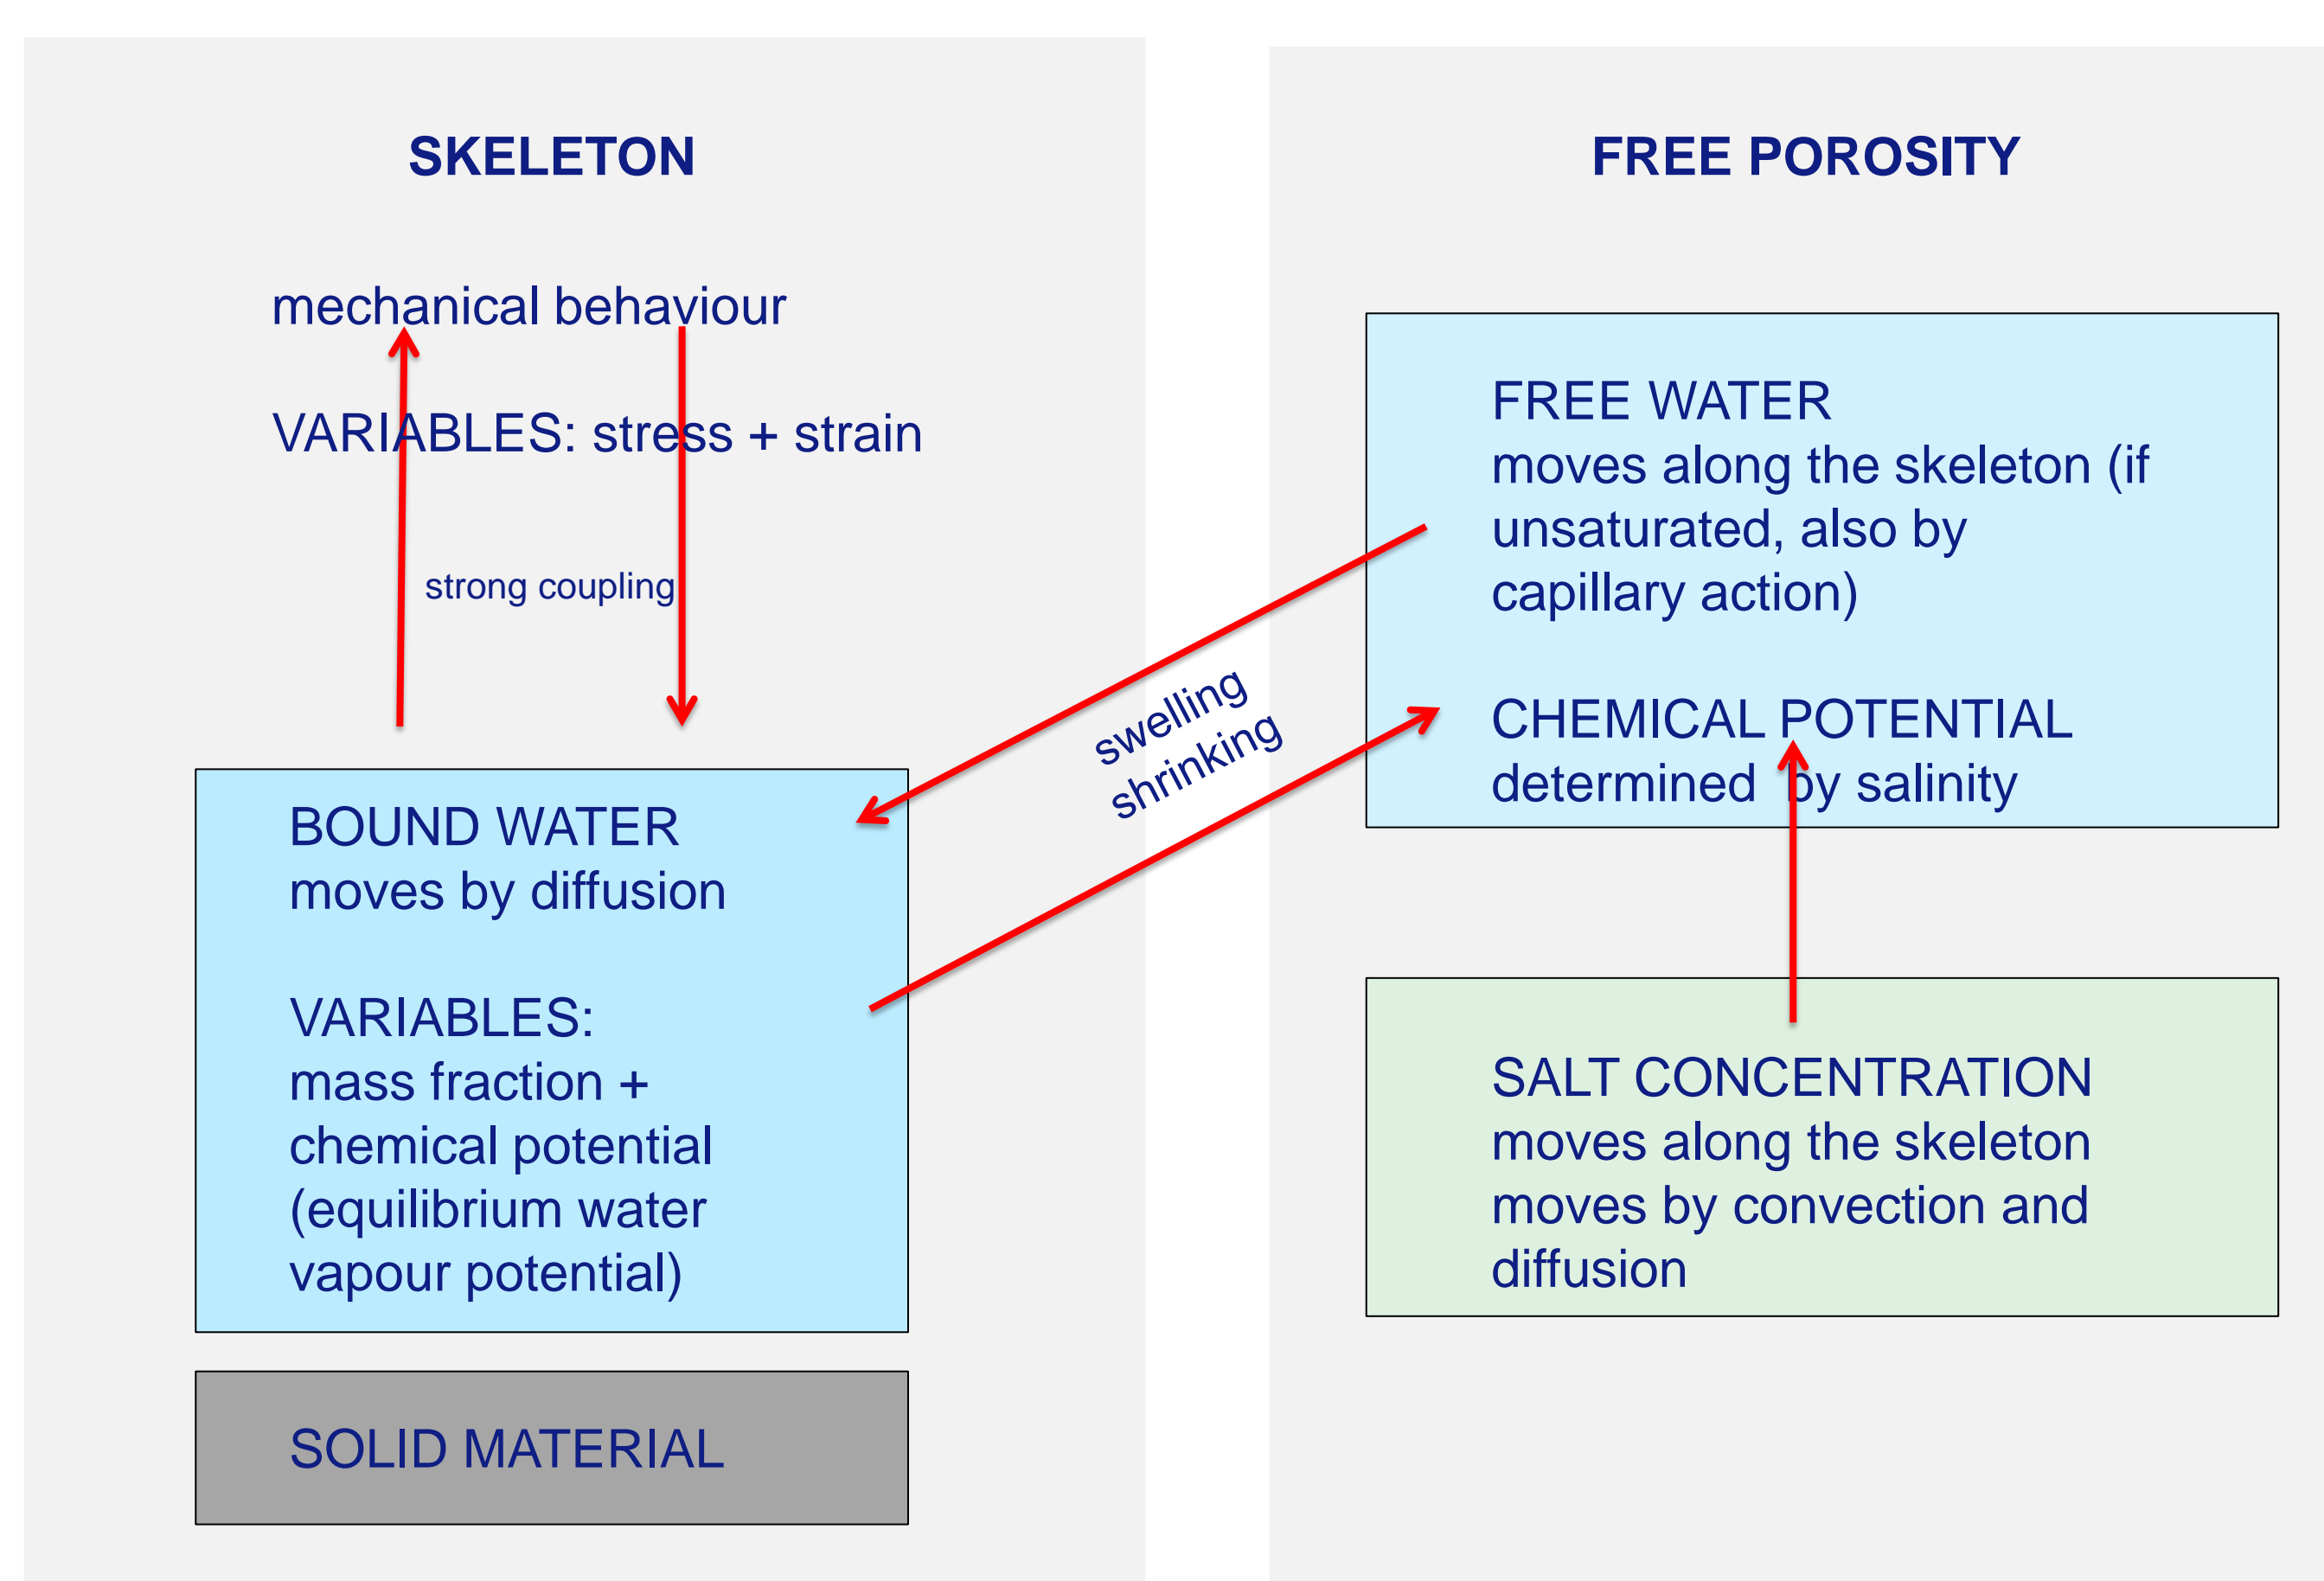 SKELETON
mechanical behaviour
VARIABLES: stress + strain
strong coupling
BOUND WATER
moves by diffusion
VARIABLES:
mass fraction +
chemical potential
(equilibrium water
vapour potential)
SOLID MATERIAL
swelling
shrinking
FREE POROSITY
FREE WATER
moves along the skeleton (if
unsaturated, also by
capillary action)
CHEMICAL POTENTIAL
determined by salinity
SALT CONCENTRATION
moves along the skeleton
moves by convection and
diffusion